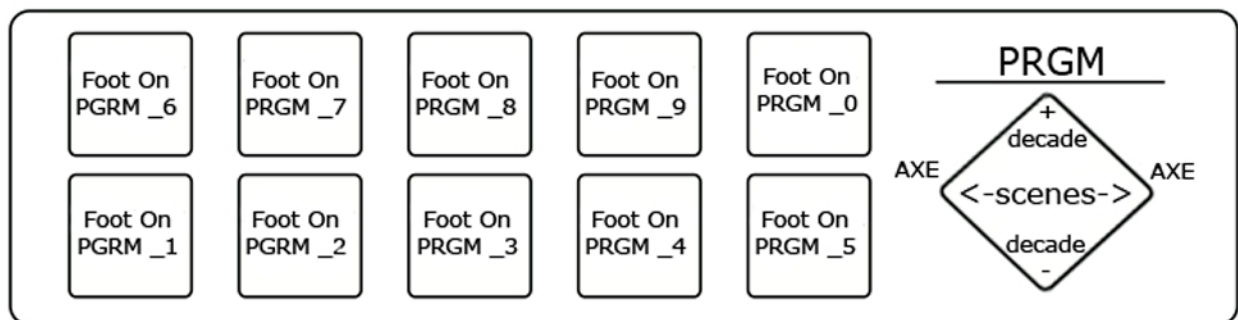 Foot On
PGRM _6
Foot On
PRGM _7
Foot On
PRGM _8
Foot On
PRGM _9
Foot On
PRGM _0
Foot On
PGRM _1
Foot On
PGRM _2
Foot On
PRGM _3
Foot On
PRGM _4
Foot On
PRGM _5
PRGM
+
decade
AXE
<-scenes->
AXE
decade
-